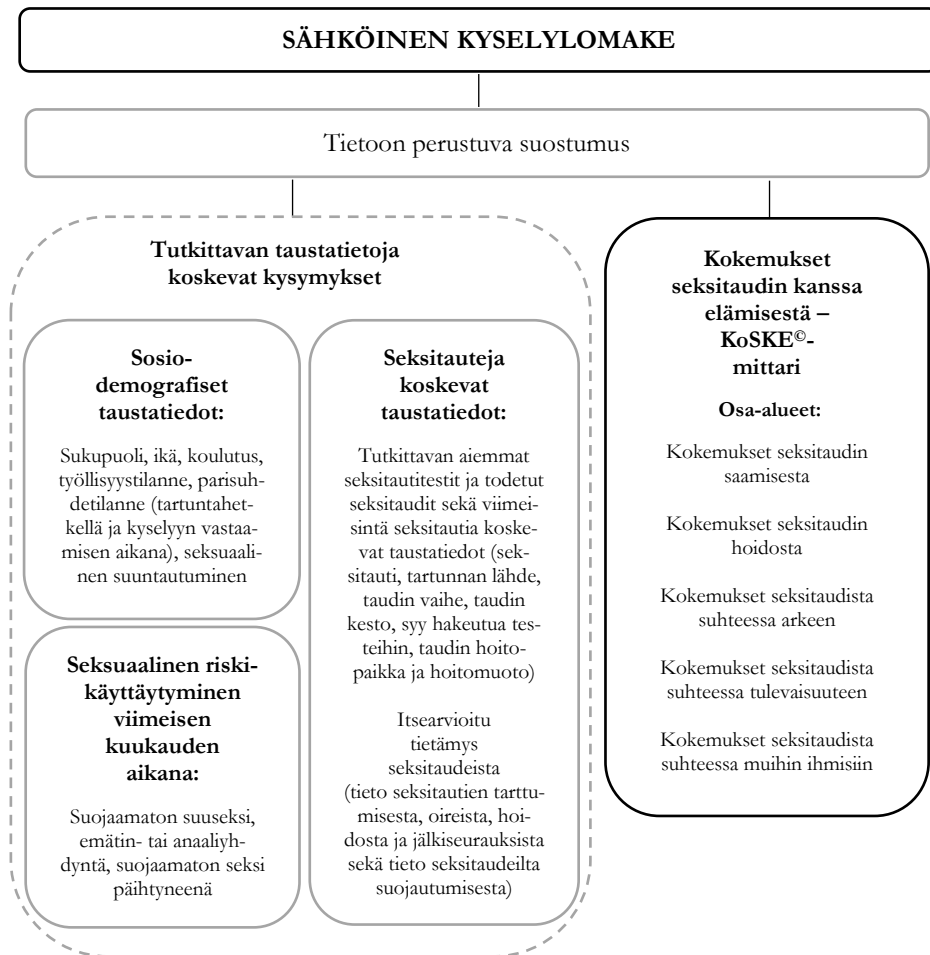 SÄHKÖINEN KYSELYLOMAKE
Tietoon perustuva suostumus
Tutkittavan taustatietoja
koskevat kysymykset
Sosio-
demografiset
taustatiedot:
Sukupuoli, ikä, koulutus,
työllisyystilanne, parisuh-
detilanne (tartuntahet-
kellä ja kyselyyn vastaa-
misen aikana), seksuaali-
nen suuntautuminen
Seksuaalinen riski-
käyttäytyminen
viimeisen
kuukauden
aikana:
Suojaamaton suuseksi,
emätin- tai anaaliyh-
dyntä, suojaamaton seksi
päihtyneenä
Seksitauteja
koskevat
taustatiedot:
Tutkittavan aiemmat
seksitautitestit ja todetut
seksitaudit sekä viimei-
sintä seksitautia koske-
vat taustatiedot (sek-
sitauti, tartunnan lähde,
taudin vaihe, taudin
kesto, syy hakeutua tes-
teihin, taudin hoito-
paikka ja hoitomuoto)
Itsearvioitu
tietämys
seksitaudeista
(tieto seksitautien tarttu-
misesta, oireista, hoi-
dosta ja jälkiseurauksista
sekä tieto seksitaudeilta
suojautumisesta)
Kokemukset
seksitaudin kanssa
elämisestä –
KoSKE©-
mittari
Osa-alueet:
Kokemukset seksitaudin
saamisesta
Kokemukset seksitaudin
hoidosta
Kokemukset seksitaudista
suhteessa arkeen
Kokemukset seksitaudista
suhteessa tulevaisuuteen
Kokemukset seksitaudista
suhteessa muihin ihmisiin